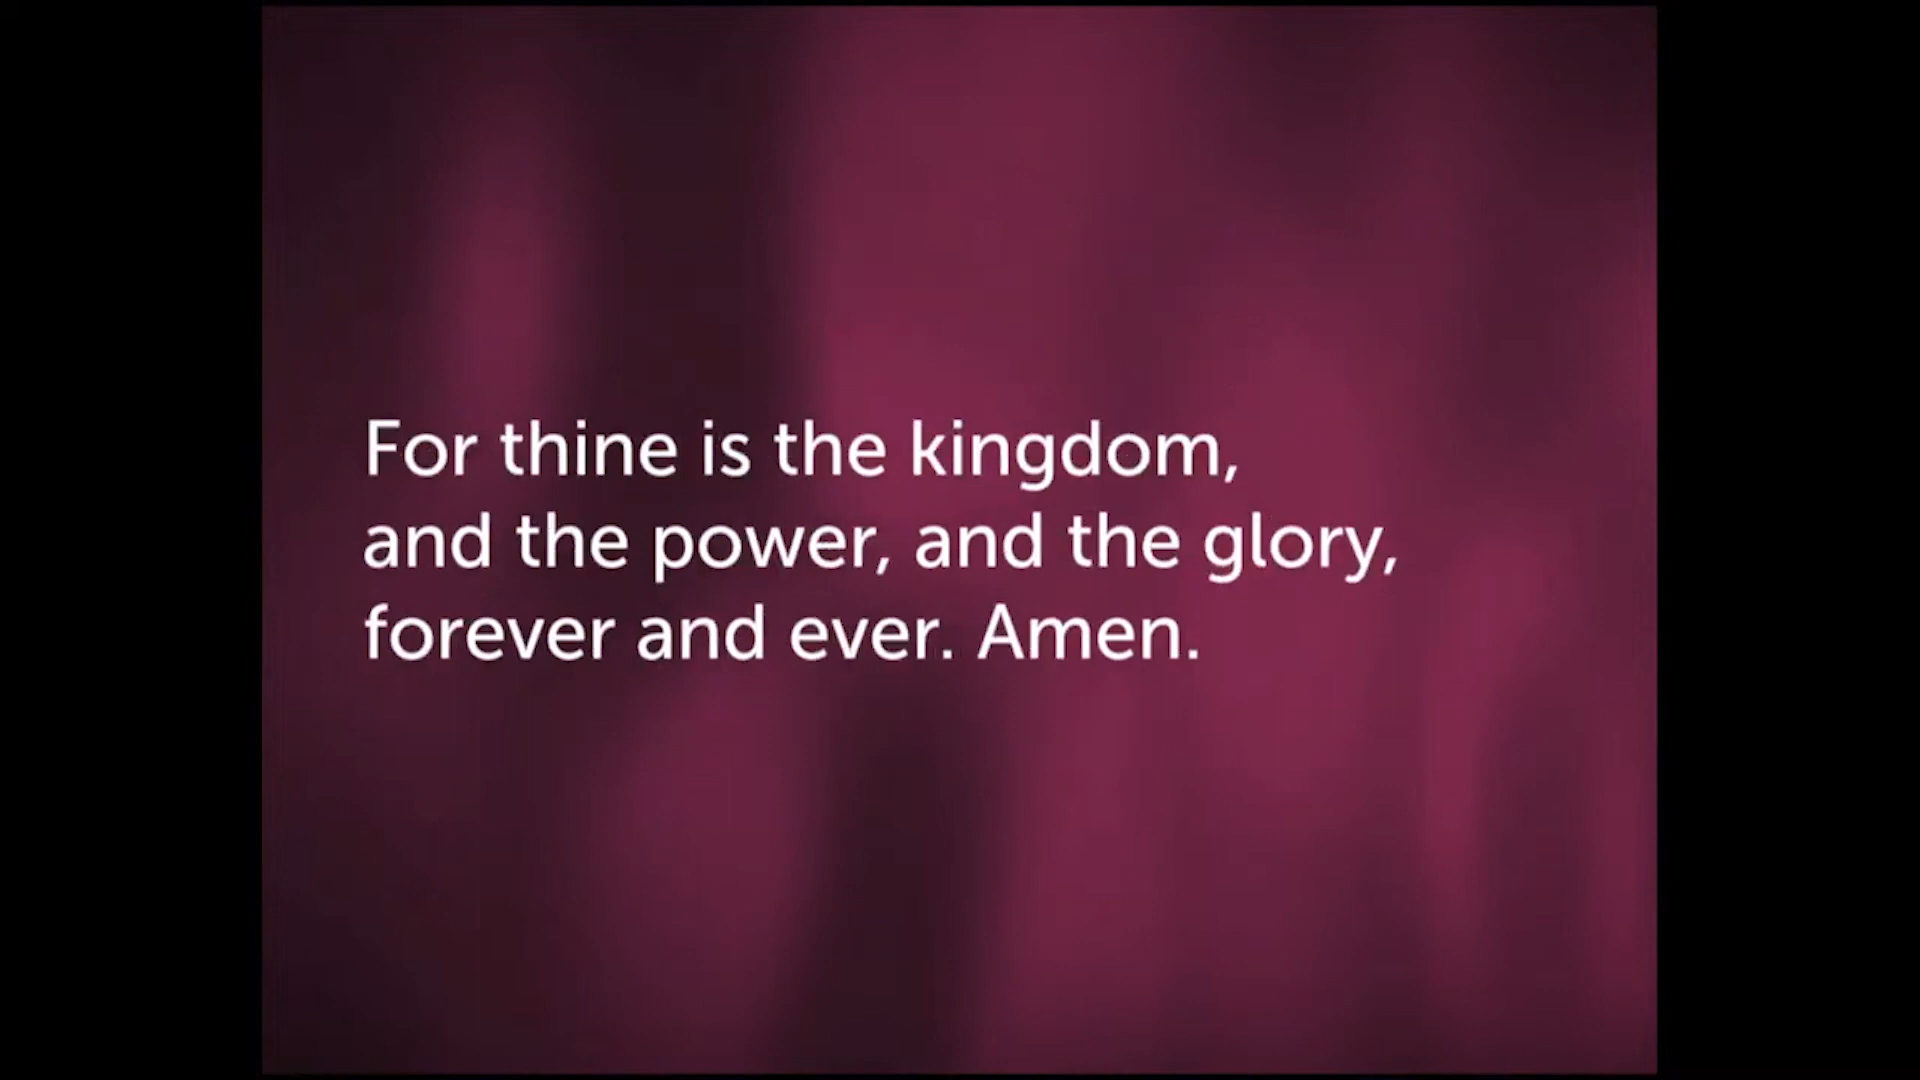 For thine is the kingdom,
and the power, and the glory,
forever and ever. Amen.